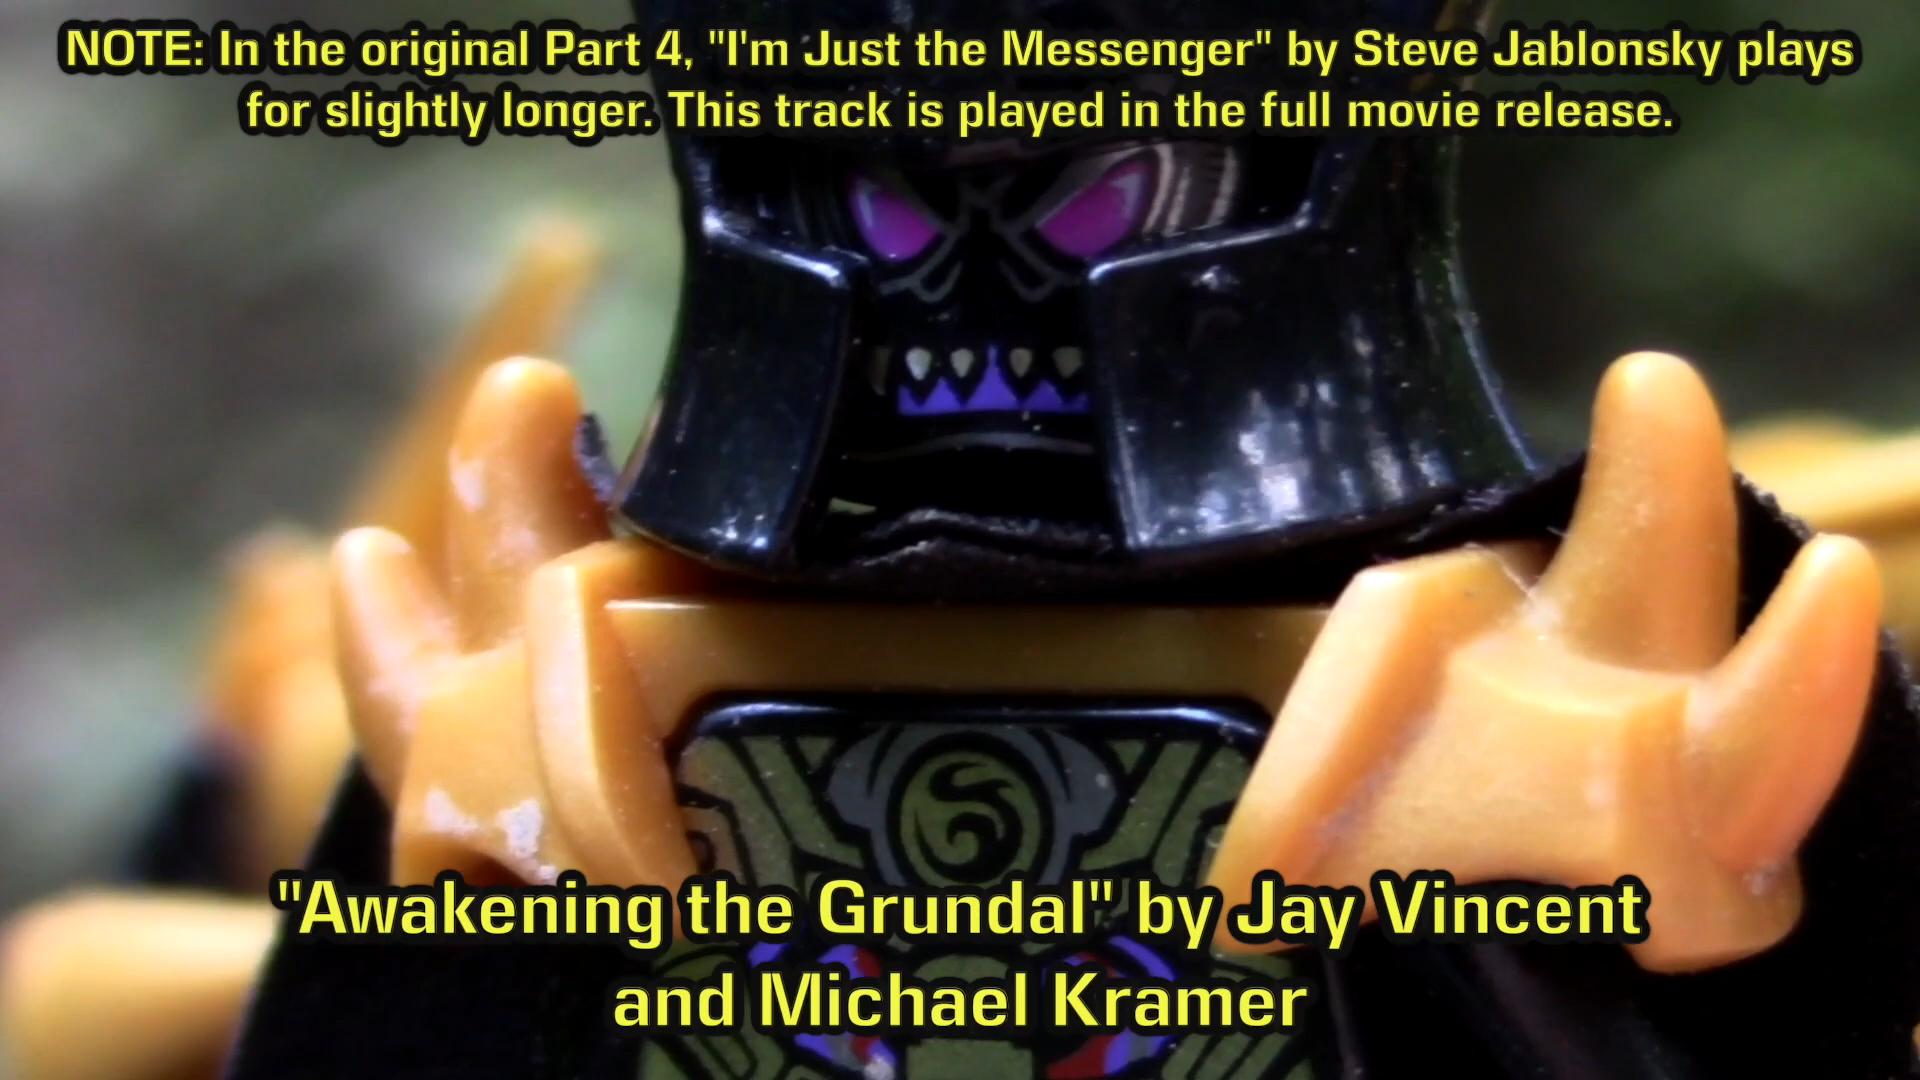 NOTE: In the original Part 4, "I'm Just the Messenger" by Steve Jablonsky plays
for slightly longer. This track is played in the full movie release.
"Awakening the Grundal" by Jay Vincent
and Michael Kramer